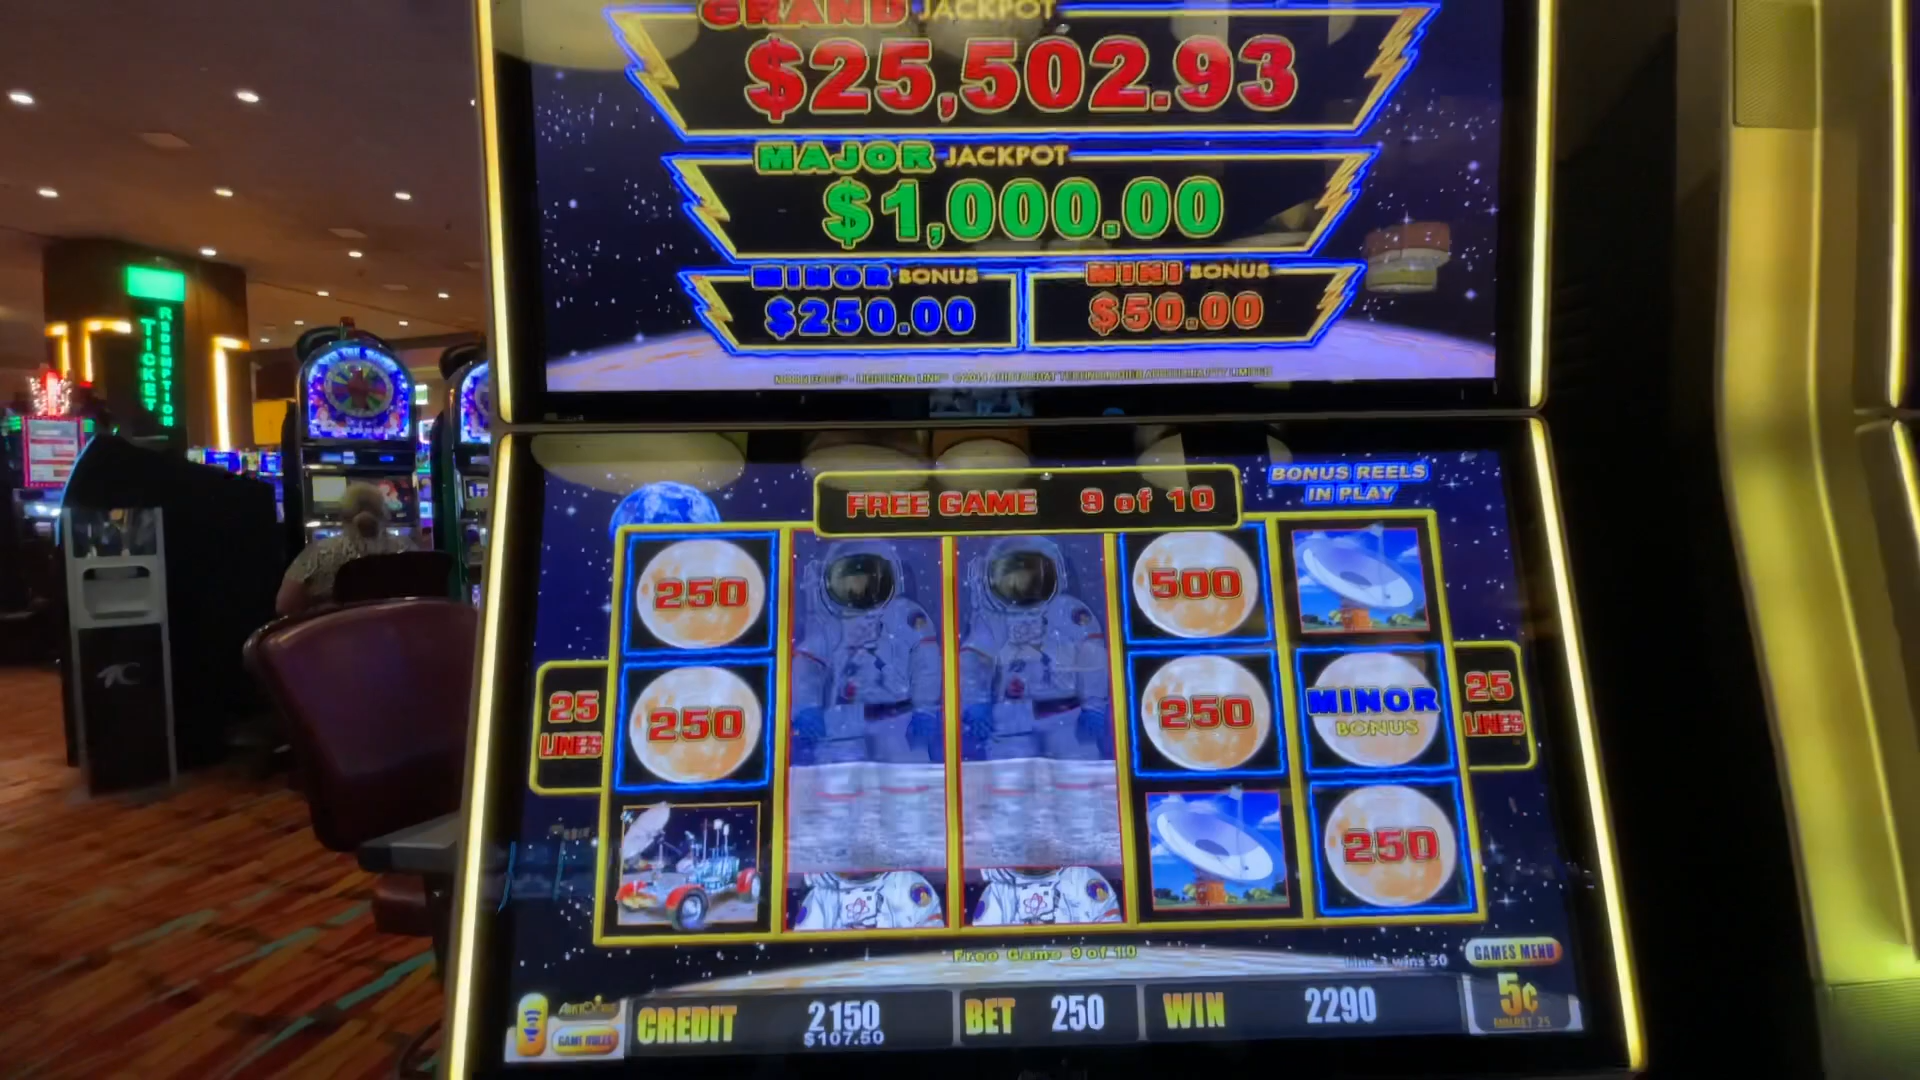 GRAND JACKPOT
$25,502.93
MAJOR JACKPOT
$1,000.00
MINOR BONUS
$250.00
MINI BONUS
$50.00
TICKET
REDEMPTION
FREE GAME 9 of 10
BONUS REELS
IN PLAY
250
500
250
250
MINOR
BONUS
250
25
LINES
25
LINES
Free Game 9 of 10
wins 50
GAMES MENU
GAME RULES
CREDIT 2150
$107.50
BET 250
WIN 2290
5¢